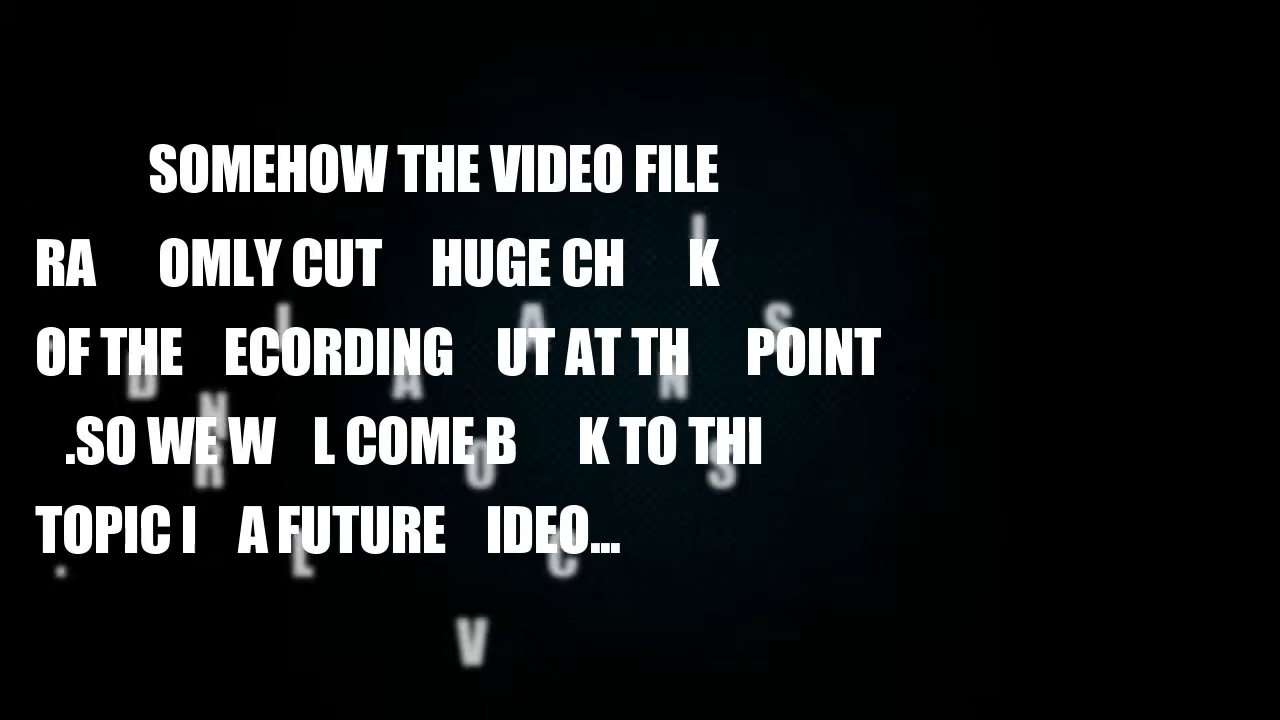 SOMEHOW THE VIDEO FILE
RA OMLY CUT HUGE CH K
OF THE ECORDING UT AT TH POINT
.SO WE W L COME B K TO THI
TOPIC I A FUTURE IDEO...
I
I A S
D A N
N
R O S
. L C
V